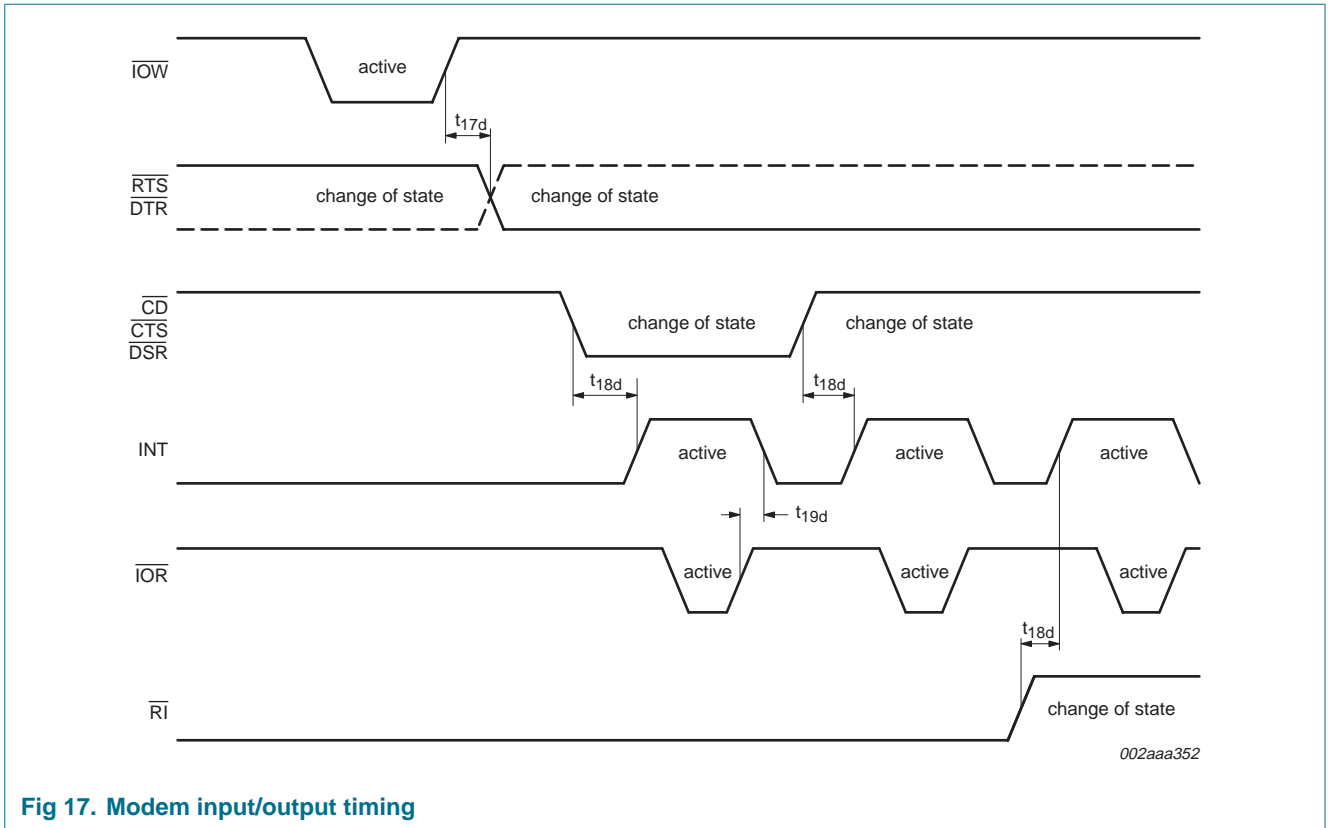 IOW
active
t17d
RTS
DTR
change of state change of state
CD
CTS
DSR
change of state change of state
t18d t18d
INT
active active active
t19d
IOR
active active active
t18d
RI
change of state
002aaa352
Fig 17. Modem input/output timing